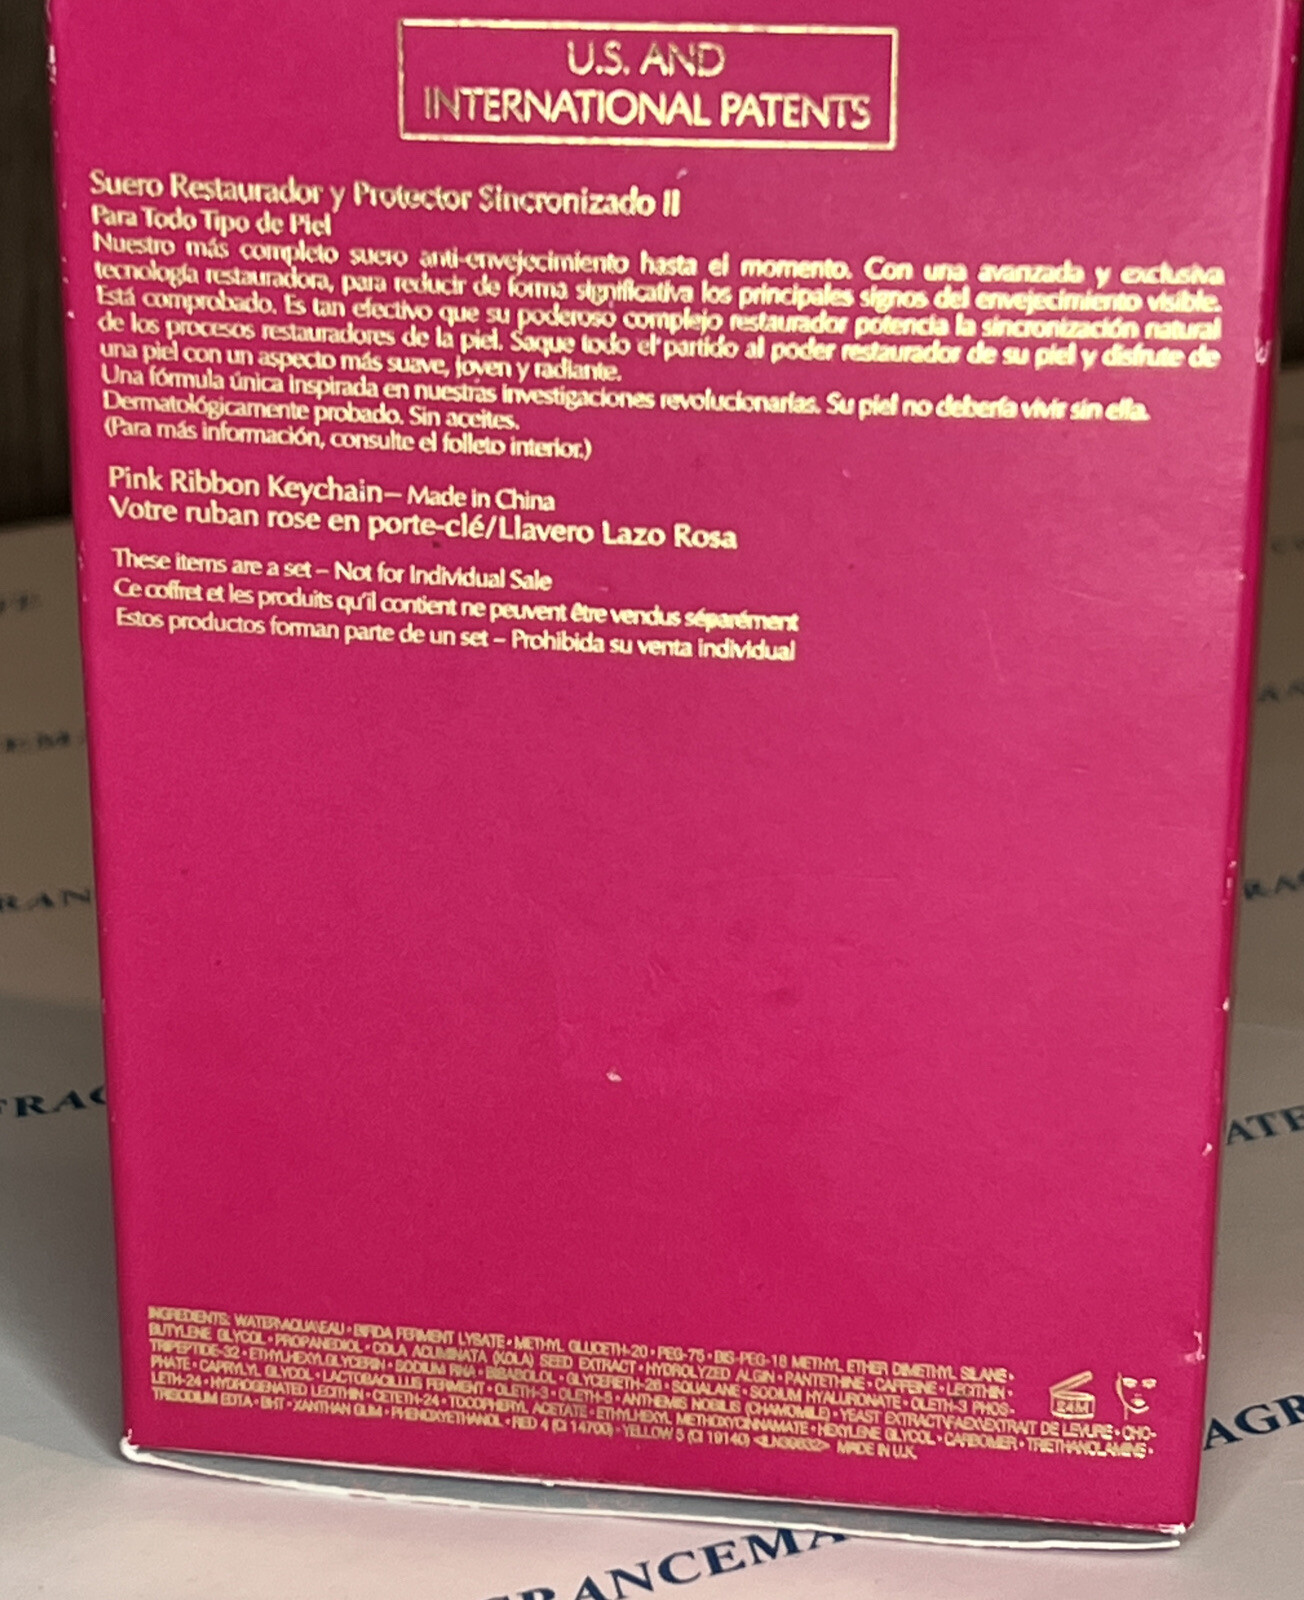 U.S. AND
INTERNATIONAL PATENTS
Suero Restaurador y Protector Sincronizado II
Para Todo Tipo de Piel
Nuestro más completo suero anti-envejecimiento hasta el momento. Con una avanzada y exclusiva
tecnología restauradora, para reducir de forma significativa los principales signos del envejecimiento visible.
Está comprobado. Es tan efectivo que su poderoso complejo restaurador potencia la sincronización natural
de los procesos restauradores de la piel. Saque todo el partido al poder restaurador de su piel y disfrute de
una piel con un aspecto más suave, joven y radiante.
Una fórmula única inspirada en nuestras investigaciones revolucionarias. Su piel no debería vivir sin ella.
Dermatológicamente probado. Sin aceites.
(Para más información, consulte el folleto interior.)
Pink Ribbon Keychain– Made in China
Votre ruban rose en porte-clé/Llavero Lazo Rosa
These items are a set – Not for Individual Sale
Ce coffret et les produits qu'il contient ne peuvent être vendus séparément
Estos productos forman parte de un set – Prohibida su venta individual
INGREDIENTS: WATER\AQUA\EAU • BIFIDA FERMENT LYSATE • METHYL GLUCETH-20 • PEG-75 • BIS-PEG-18 METHYL ETHER DIMETHYL SILANE •
BUTYLENE GLYCOL • PROPANEDIOL • COLA ACUMINATA (KOLA) SEED EXTRACT • HYDROLYZED ALGIN • PANTETHINE • CAFFEINE • LECITHIN •
TRIPEPTIDE-32 • ETHYLHEXYLGLYCERIN • SODIUM RNA • BISABOLOL • GLYCERETH-26 • SQUALANE • SODIUM HYALURONATE • OLETH-3 PHOS-
PHATE • CAPRYLYL GLYCOL • LACTOBACILLUS FERMENT • OLETH-3 • OLETH-5 • ANTHEMIS NOBILIS (CHAMOMILE) • YEAST EXTRACT\FAEX\EXTRAIT DE LEVURE • CHO-
LETH-24 • HYDROGENATED LECITHIN • CETETH-24 • TOCOPHERYL ACETATE • ETHYLHEXYL METHOXYCINNAMATE • HEXYLENE GLYCOL • CARBOMER • TRIETHANOLAMINE •
TRISODIUM EDTA • BHT • XANTHAN GUM • PHENOXYETHANOL • RED 4 (CI 14700) • YELLOW 5 (CI 19140) <ILN39632> MADE IN U.K.
24M
FRANCEMA